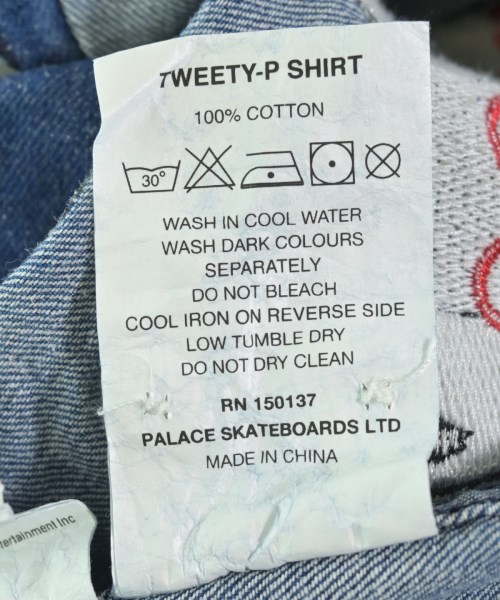 TWEETY-P SHIRT
100% COTTON
30°
WASH IN COOL WATER
WASH DARK COLOURS
SEPARATELY
DO NOT BLEACH
COOL IRON ON REVERSE SIDE
LOW TUMBLE DRY
DO NOT DRY CLEAN
RN 150137
PALACE SKATEBOARDS LTD
MADE IN CHINA
ertainment Inc